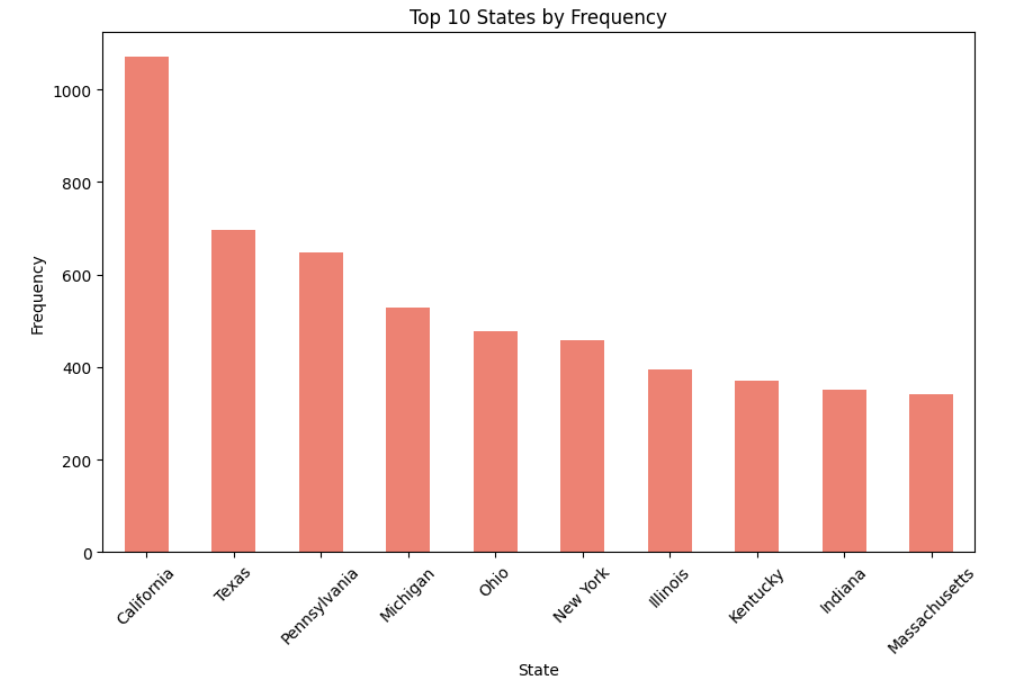 Top 10 States by Frequency
1000
800
600
400
200
0
Frequency
California
Texas
Pennsylvania
Michigan
Ohio
New York
Illinois
Kentucky
Indiana
Massachusetts
State